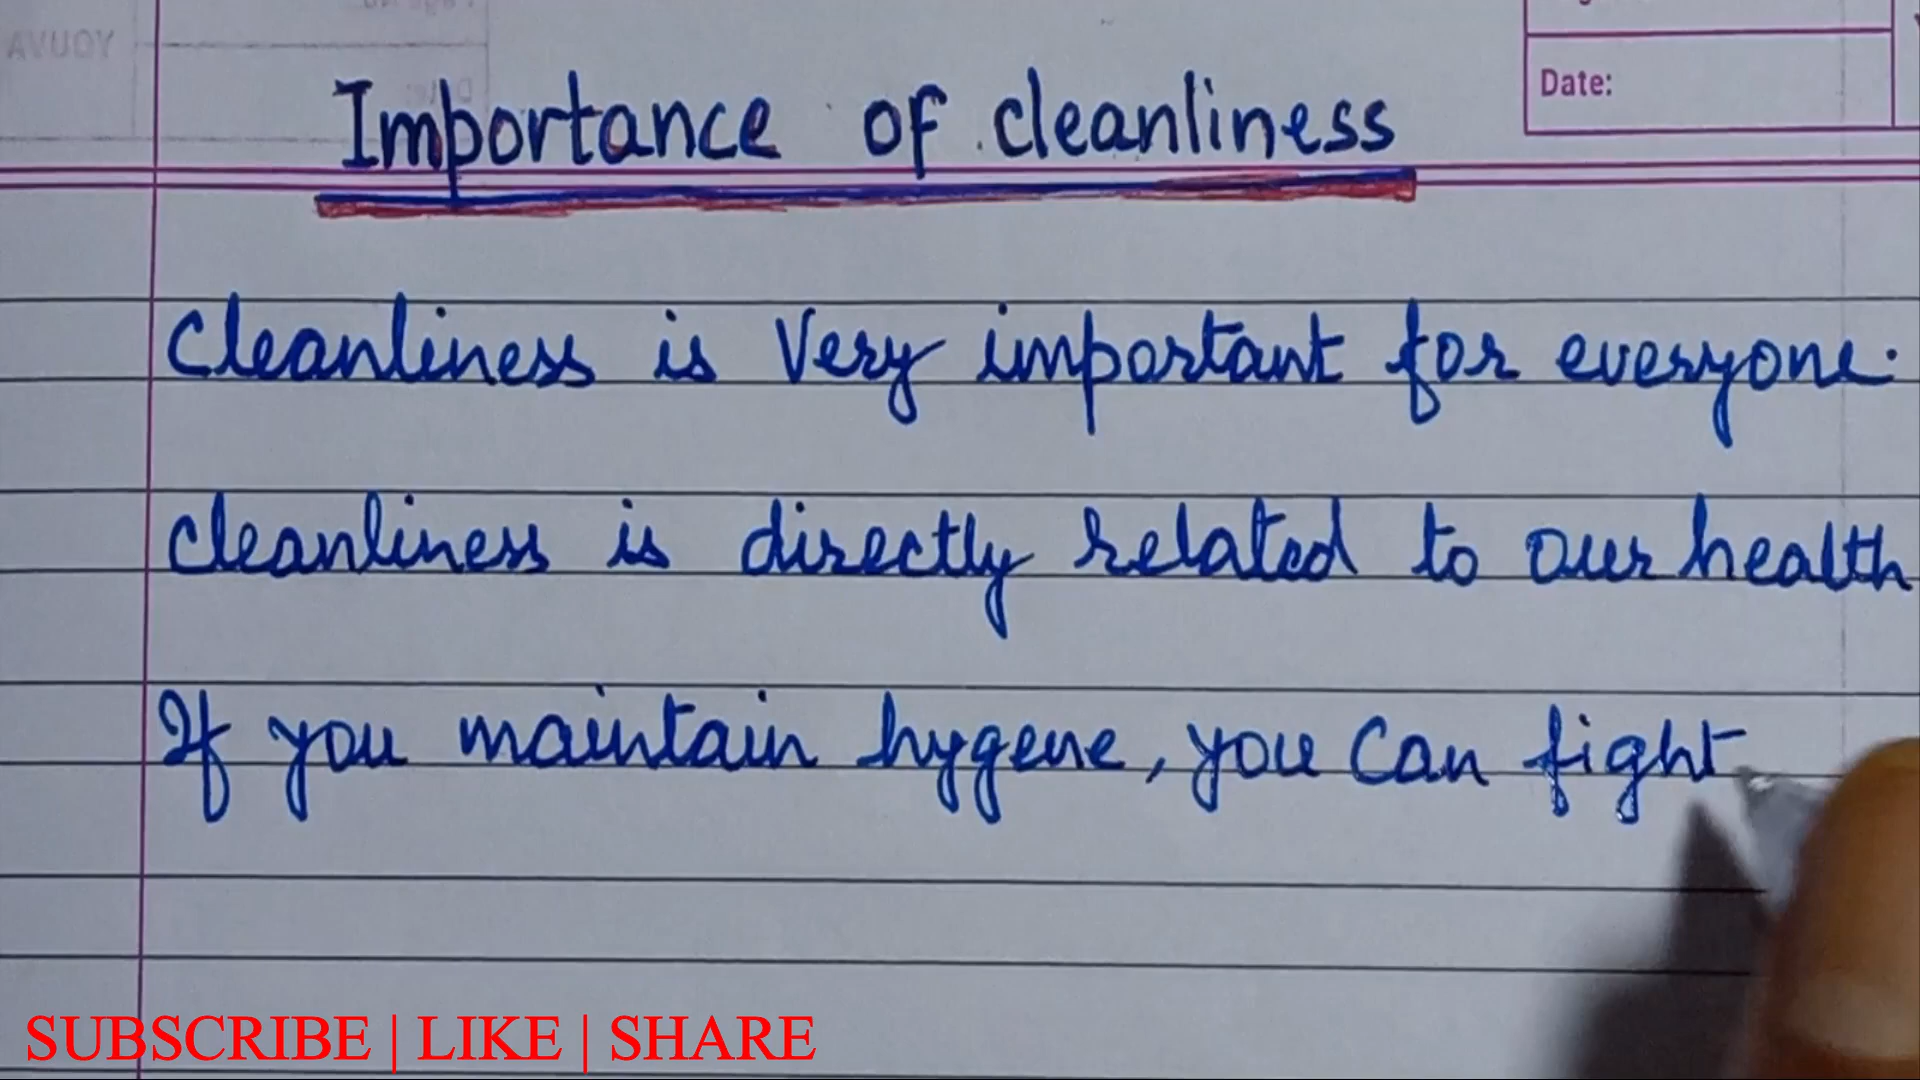 YOUVA
Date:
Importance of cleanliness
Cleanliness is Very important for everyone.
cleanliness is directly related to our health
If you maintain hygene, you Can fight
SUBSCRIBE | LIKE | SHARE